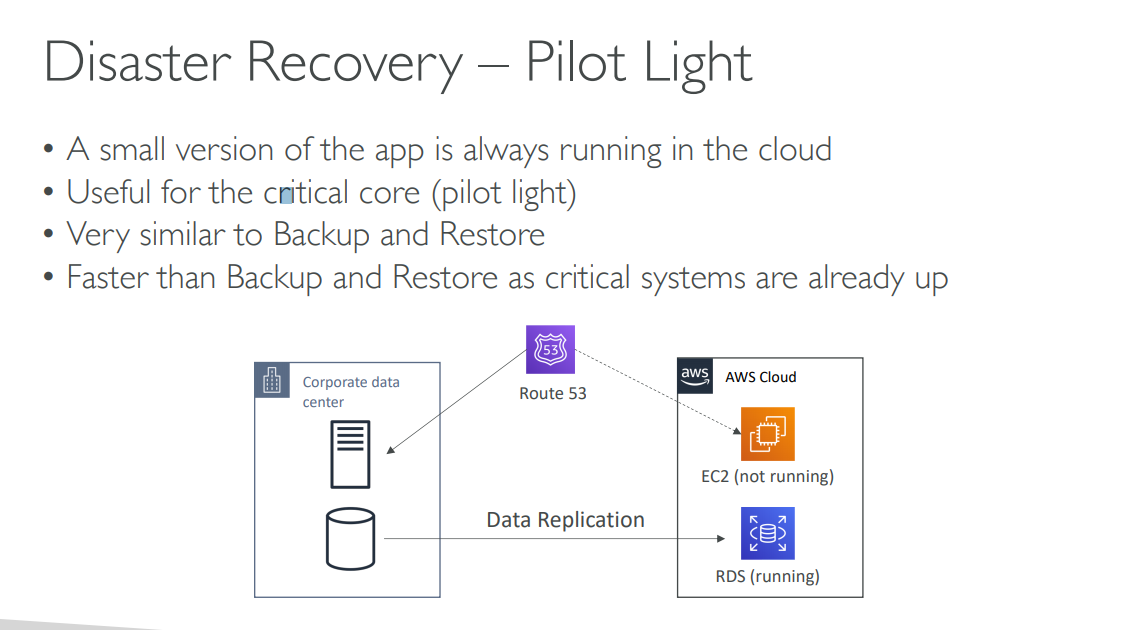 Disaster Recovery – Pilot Light
• A small version of the app is always running in the cloud
• Useful for the critical core (pilot light)
• Very similar to Backup and Restore
• Faster than Backup and Restore as critical systems are already up
53
Route 53
Corporate data
center
aws
AWS Cloud
EC2 (not running)
Data Replication
RDS (running)